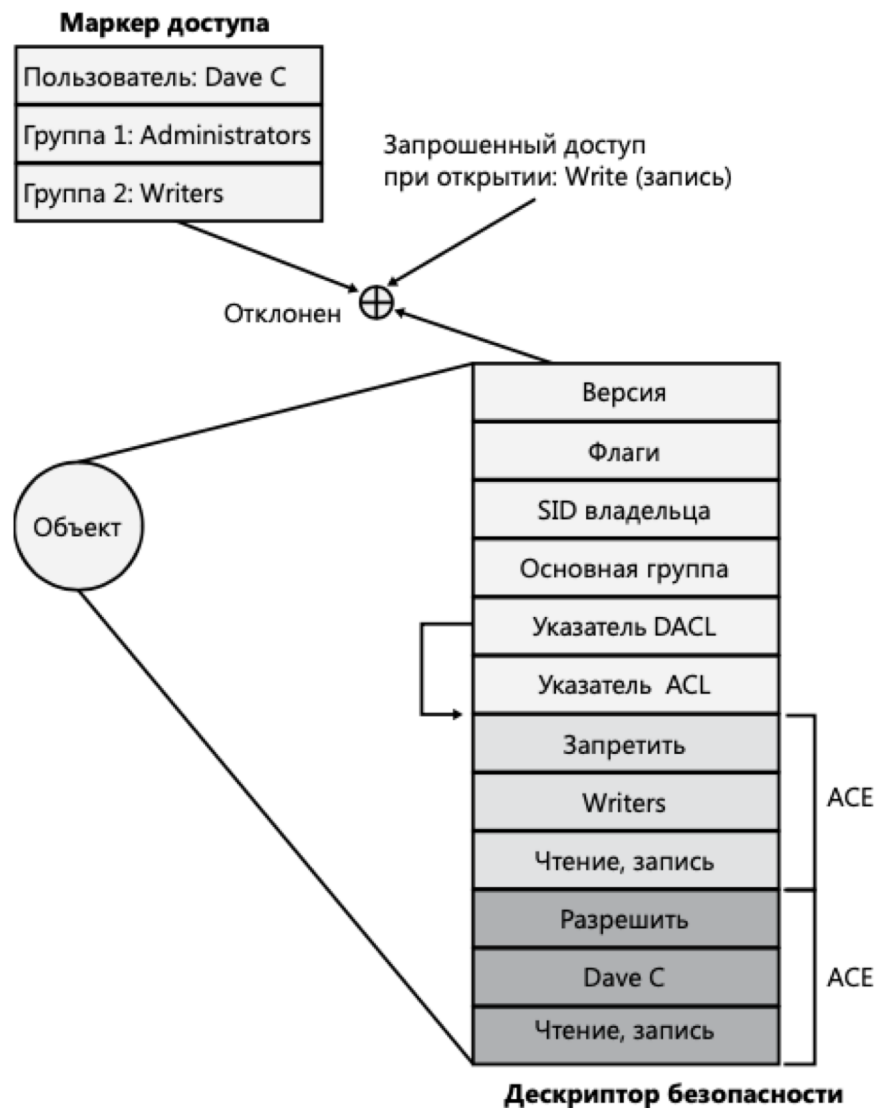 Маркер доступа
Пользователь: Dave C
Группа 1: Administrators
Группа 2: Writers
Запрошенный доступ
при открытии: Write (запись)
Отклонен
Объект
Версия
Флаги
SID владельца
Основная группа
Указатель DACL
Указатель ACL
Запретить
Writers
Чтение, запись
ACE
Разрешить
Dave C
Чтение, запись
ACE
Дескриптор безопасности